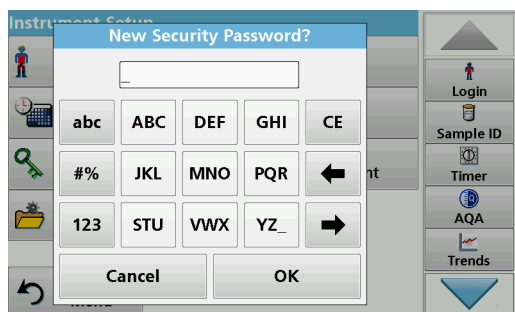 Instrument Setup
New Security Password?
_
abc ABC DEF GHI CE
#% JKL MNO PQR
123 STU VWX YZ_
Cancel OK
nt
Menu
Login
Sample ID
Timer
AQA
Trends